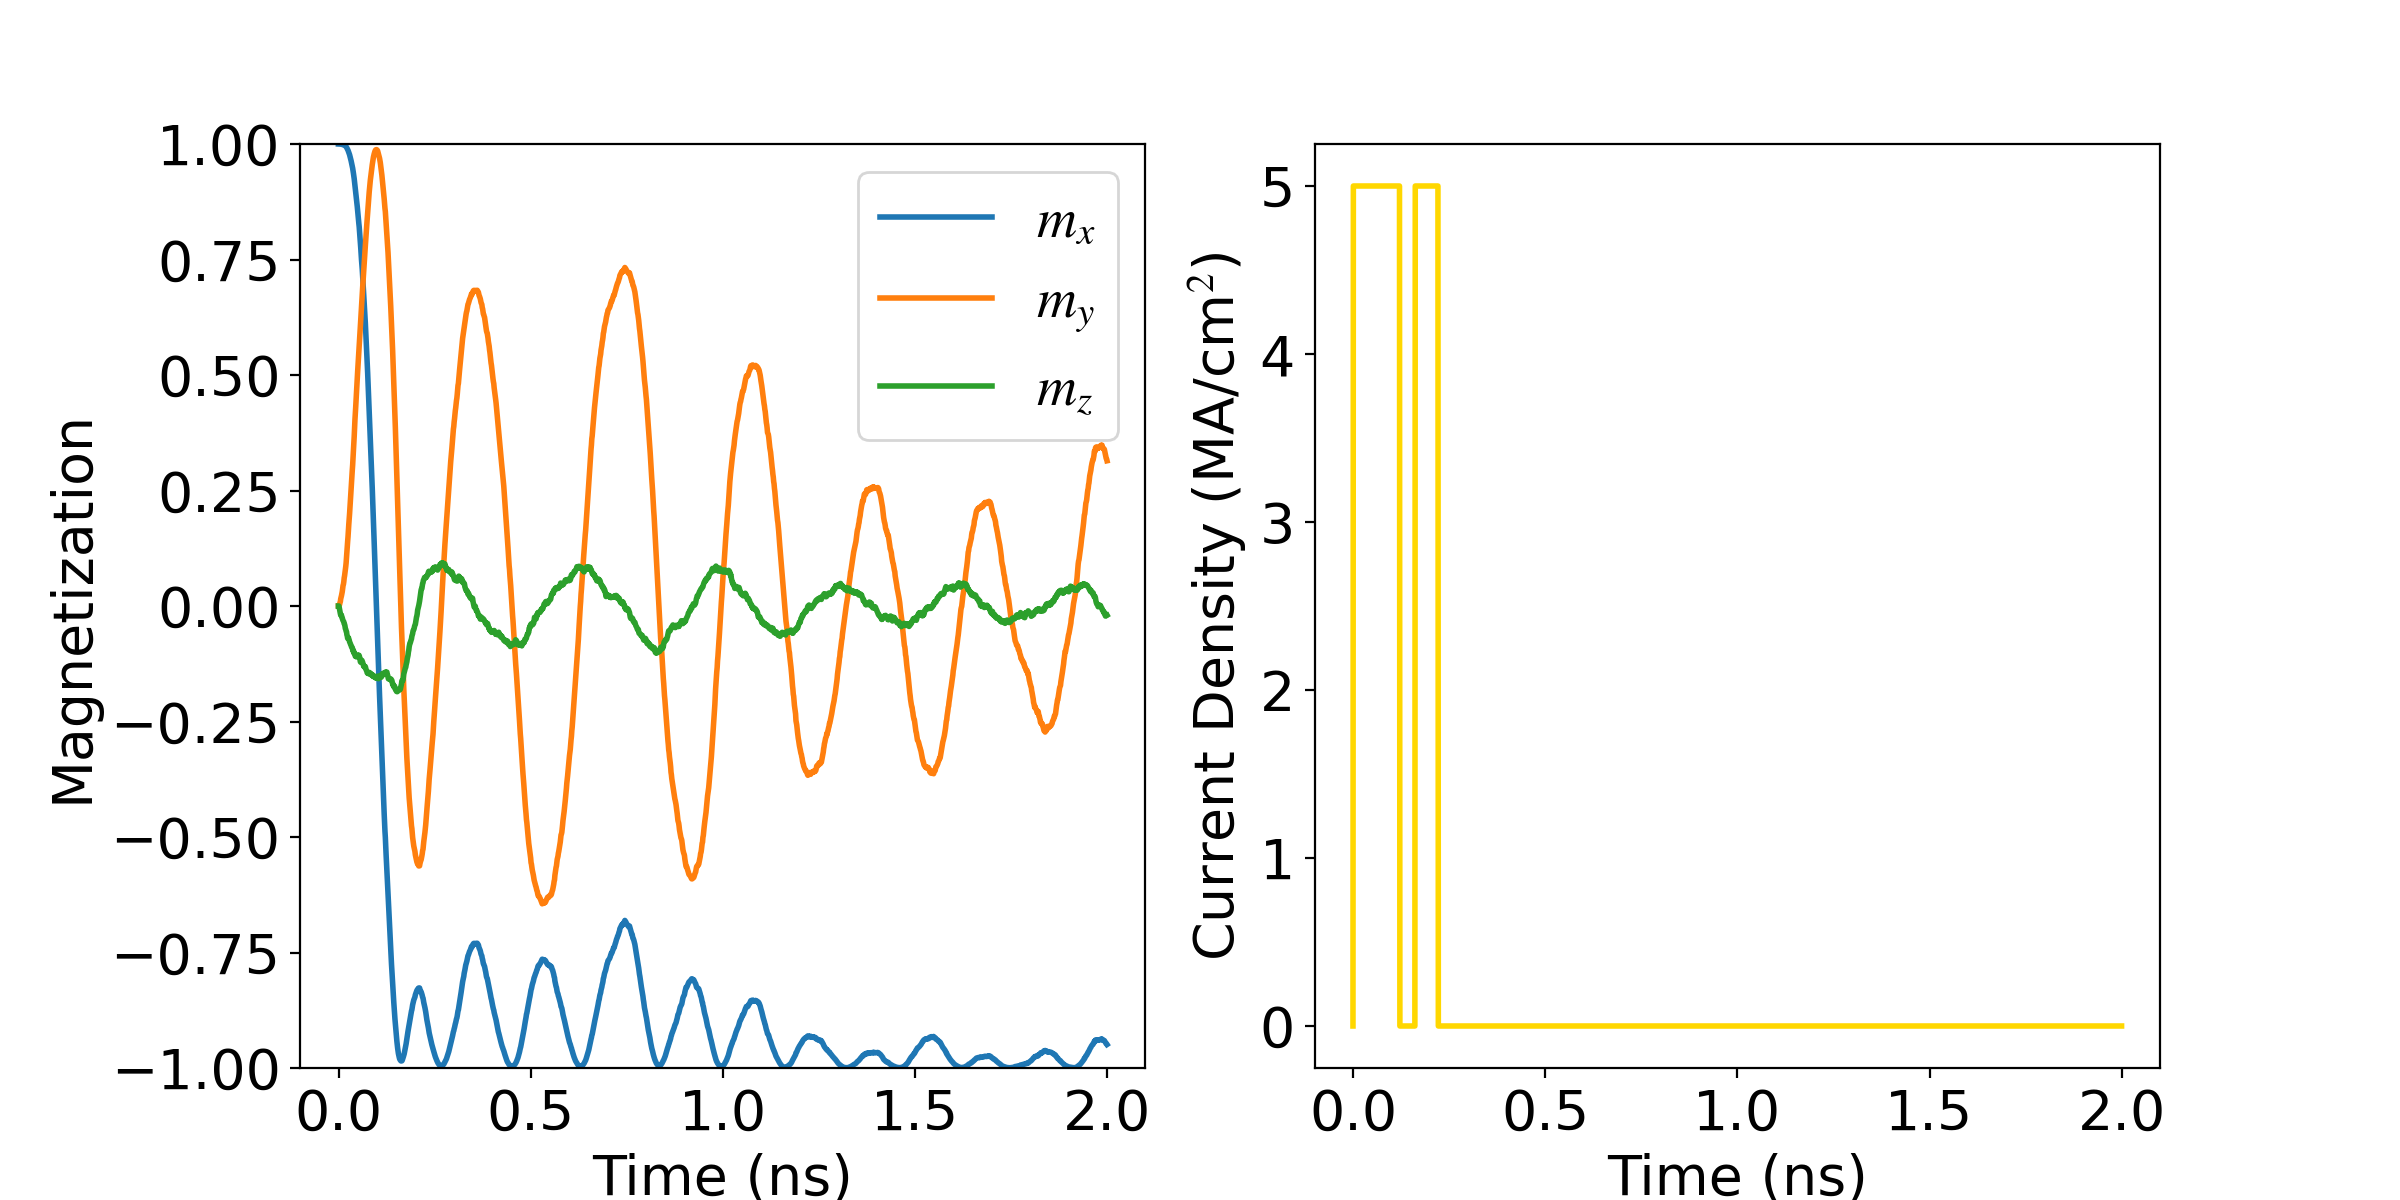 1.00
0.75
0.50
0.25
0.00
−0.25
−0.50
−0.75
−1.00
Magnetization
0.0 0.5 1.0 1.5 2.0
Time (ns)
m_x
m_y
m_z
5
4
3
2
1
0
Current Density (MA/cm²)
0.0 0.5 1.0 1.5 2.0
Time (ns)